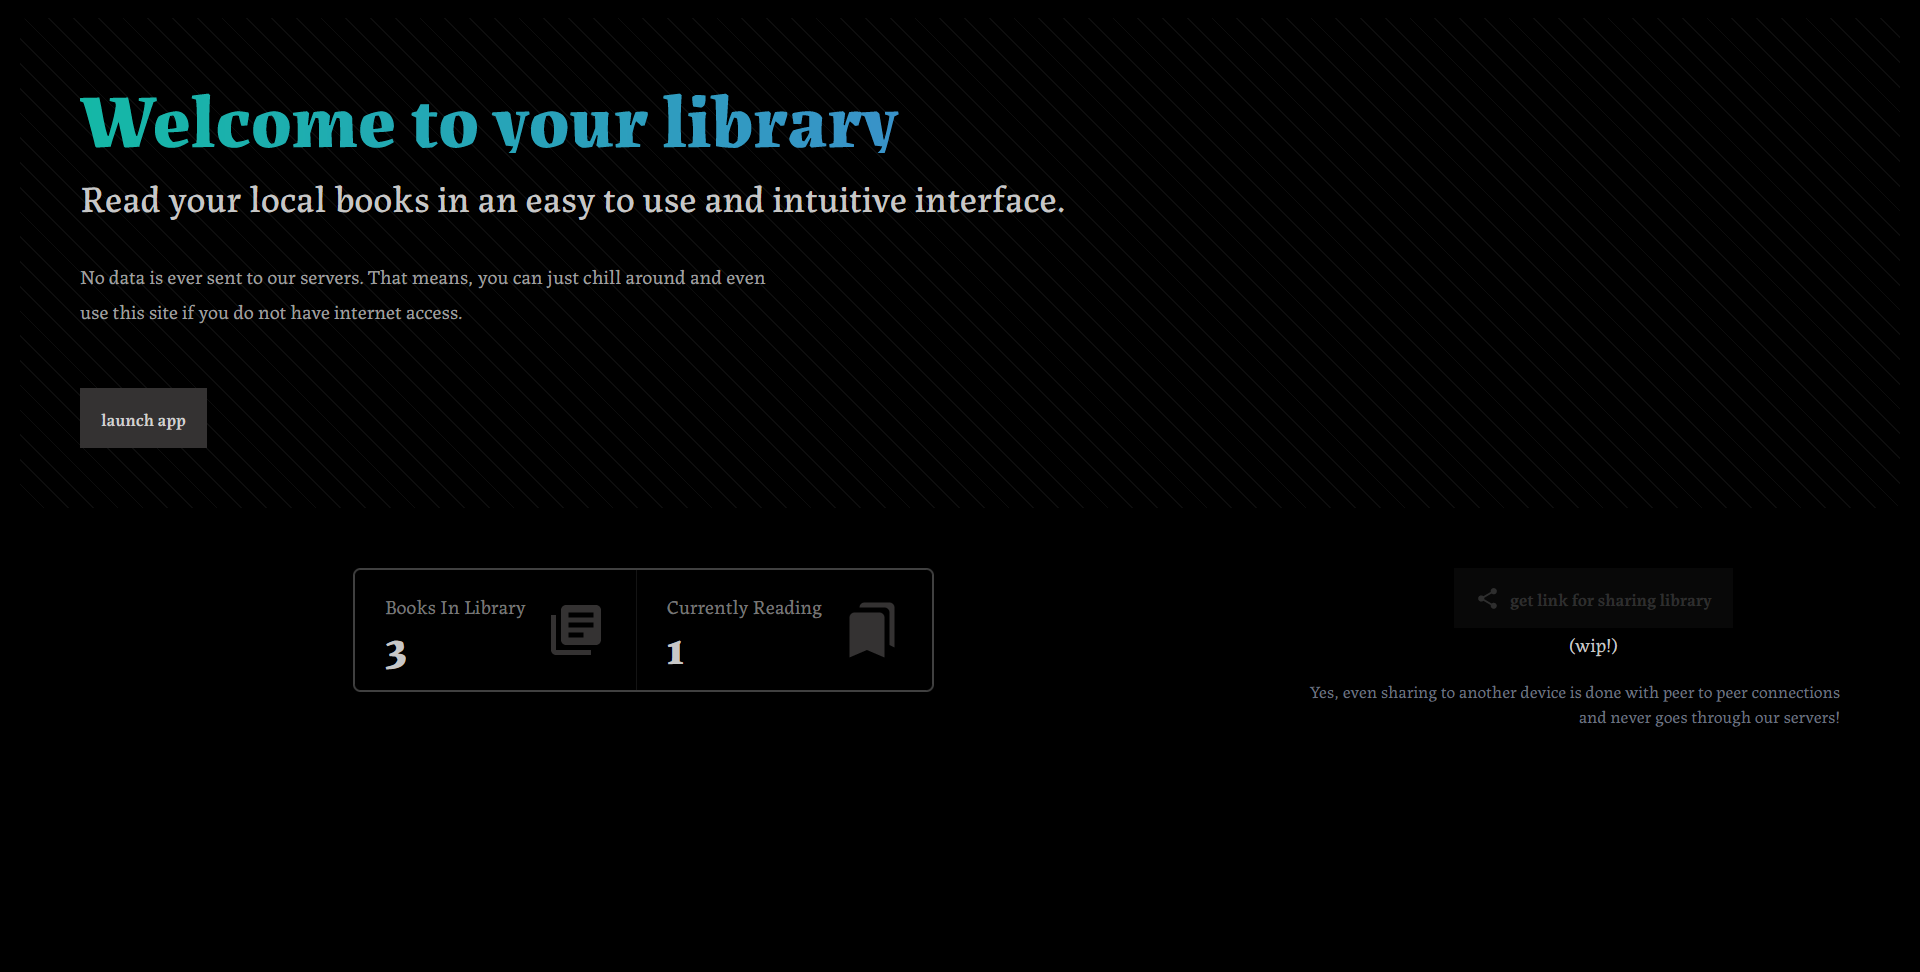 Welcome to your library
Read your local books in an easy to use and intuitive interface.
No data is ever sent to our servers. That means, you can just chill around and even
use this site if you do not have internet access.
launch app
Books In Library
3
Currently Reading
1
get link for sharing library
(wip!)
Yes, even sharing to another device is done with peer to peer connections
and never goes through our servers!